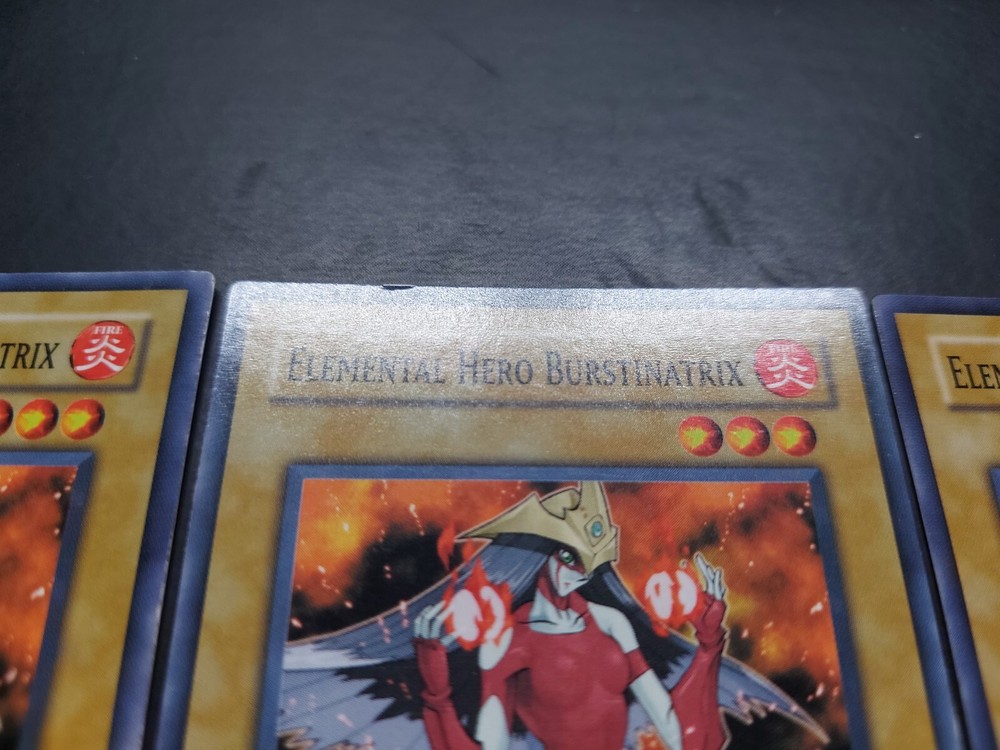 TRIX FIRE 炎
ELEMENTAL HERO BURSTINATRIX FIRE 炎
ELEM